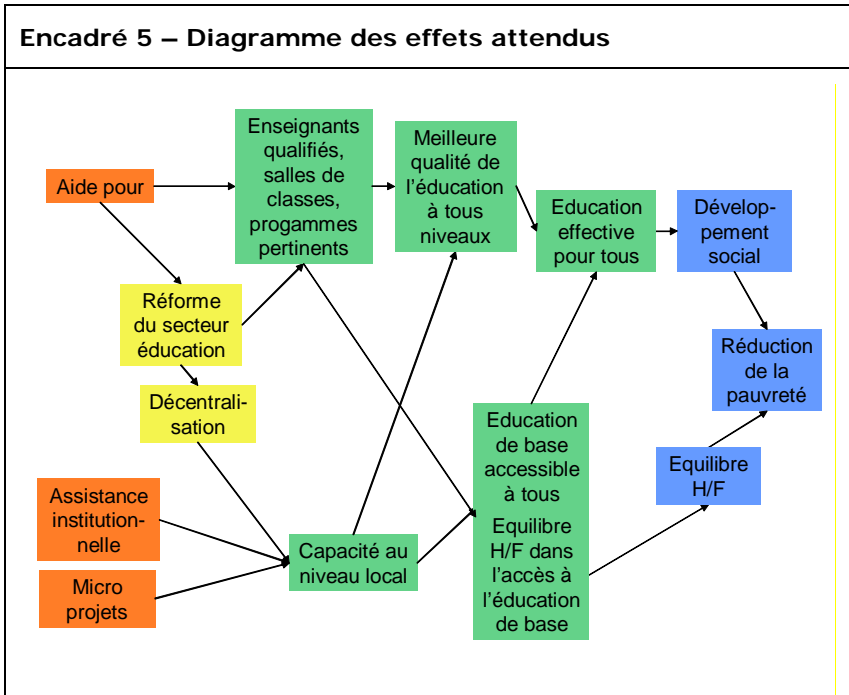 Encadré 5 – Diagramme des effets attendus
Enseignants
qualifiés,
salles de
classes,
progammes
pertinents
Meilleure
qualité de
l'éducation
à tous
niveaux
Aide pour
Education
effective
pour tous
Dévelop-
pement
social
Réforme
du secteur
éducation
Réduction
de la
pauvreté
Décentrali-
sation
Education
de base
accessible
à tous
Equilibre
H/F dans
l'accès à
l'éducation
de base
Equilibre
H/F
Assistance
institution-
nelle
Capacité au
niveau local
Micro
projets